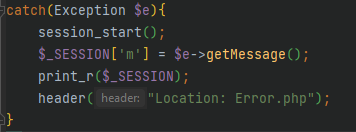 catch(Exception $e){
session_start();
$_SESSION['m'] = $e->getMessage();
print_r($_SESSION);
header( header: "Location: Error.php");
}